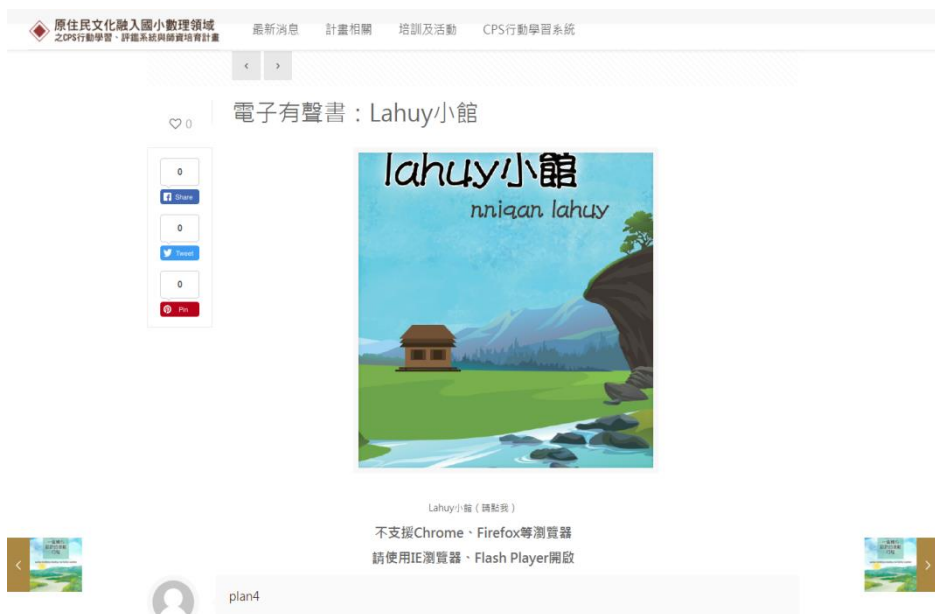 原住民文化融入國小數理領域
之CPS行動學習、評鑑系統與師資培育計畫
最新消息 計畫相關 培訓及活動 CPS行動學習系統
電子有聲書：Lahuy小館
0
lahuy小館
nniqan lahuy
0
Share
0
Tweet
0
Pin
Lahuy小館（請點我）
不支援Chrome、Firefox等瀏覽器
請使用IE瀏覽器、Flash Player開啟
plan4